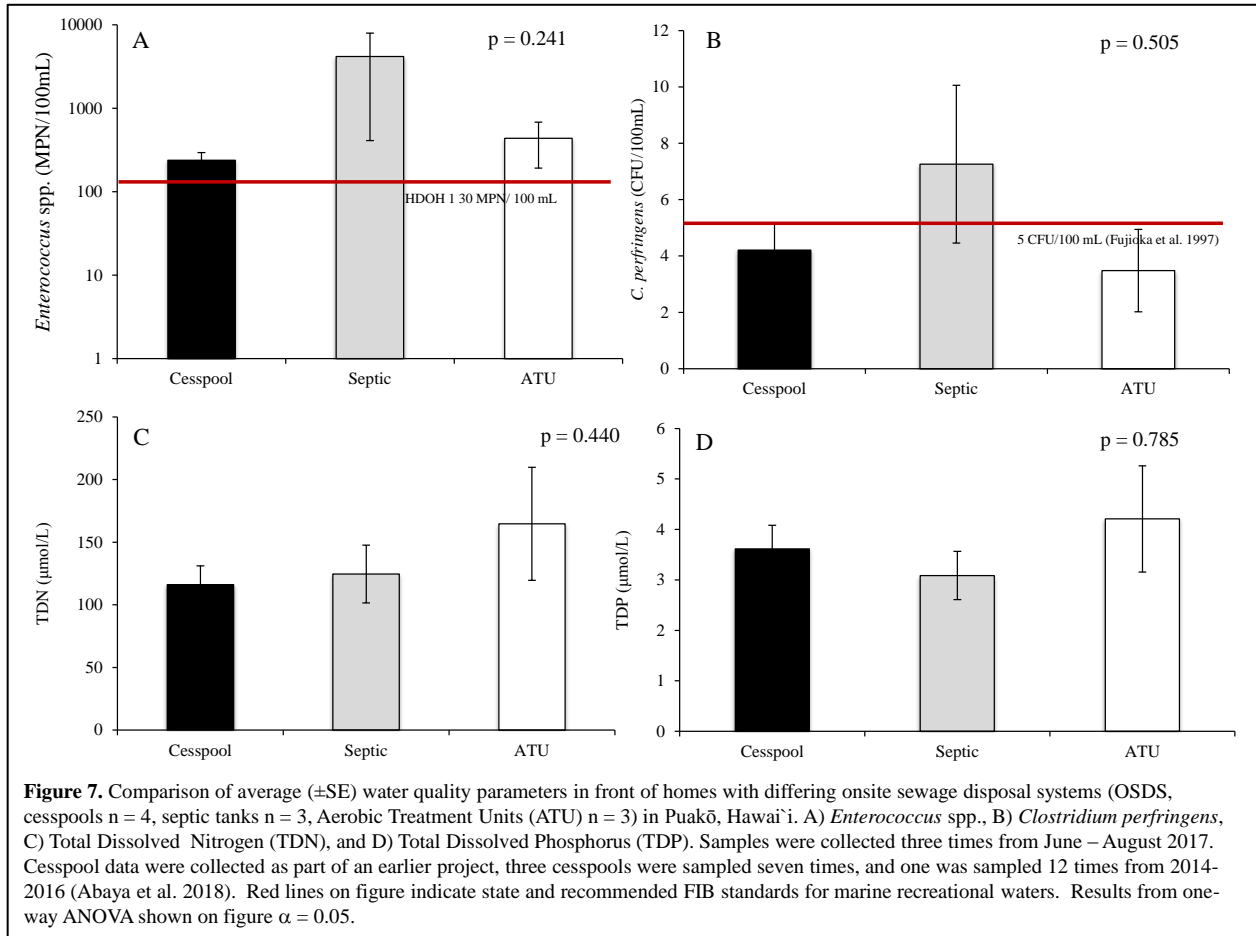 A
p = 0.241
10000
1000
100
10
1
Enterococcus spp. (MPN/100mL)
HDOH 1 30 MPN/ 100 mL
Cesspool Septic ATU
B
p = 0.505
12
10
8
6
4
2
0
C. perfringens (CFU/100mL)
5 CFU/100 mL (Fujioka et al. 1997)
Cesspool Septic ATU
C
p = 0.440
250
200
150
100
50
0
TDN (µmol/L)
Cesspool Septic ATU
D
p = 0.785
6
5
4
3
2
1
0
TDP (µmol/L)
Cesspool Septic ATU
Figure 7. Comparison of average (±SE) water quality parameters in front of homes with differing onsite sewage disposal systems (OSDS,
cesspools n = 4, septic tanks n = 3, Aerobic Treatment Units (ATU) n = 3) in Puakō, Hawai`i. A) Enterococcus spp., B) Clostridium perfringens,
C) Total Dissolved Nitrogen (TDN), and D) Total Dissolved Phosphorus (TDP). Samples were collected three times from June – August 2017.
Cesspool data were collected as part of an earlier project, three cesspools were sampled seven times, and one was sampled 12 times from 2014-
2016 (Abaya et al. 2018). Red lines on figure indicate state and recommended FIB standards for marine recreational waters. Results from one-
way ANOVA shown on figure α = 0.05.